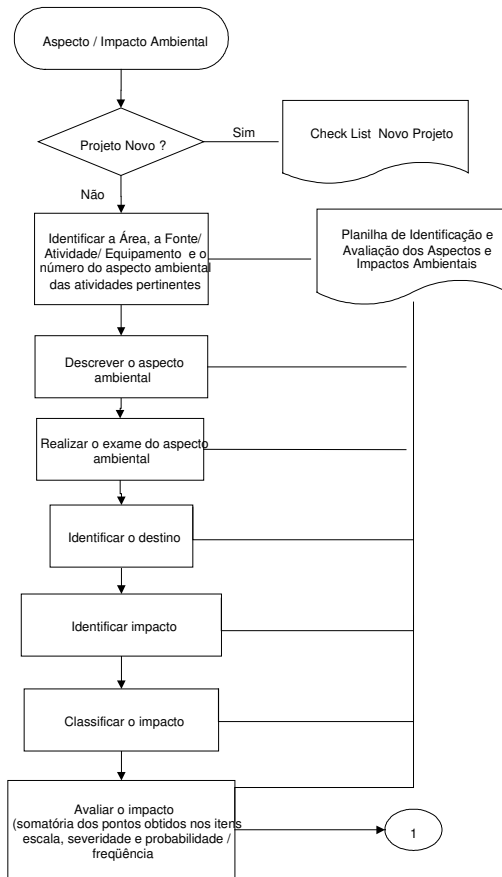 Aspecto / Impacto Ambiental
Projeto Novo ?
Sim
Check List  Novo Projeto
Não
Identificar a Área, a Fonte/
Atividade/ Equipamento  e o
número do aspecto ambiental
das atividades pertinentes
Planilha de Identificação e
Avaliação dos Aspectos e
Impactos Ambientais
Descrever o aspecto
ambiental
Realizar o exame do aspecto
ambiental
Identificar o destino
Identificar impacto
Classificar o impacto
Avaliar o impacto
(somatória dos pontos obtidos nos itens
escala, severidade e probabilidade /
freqüência
1